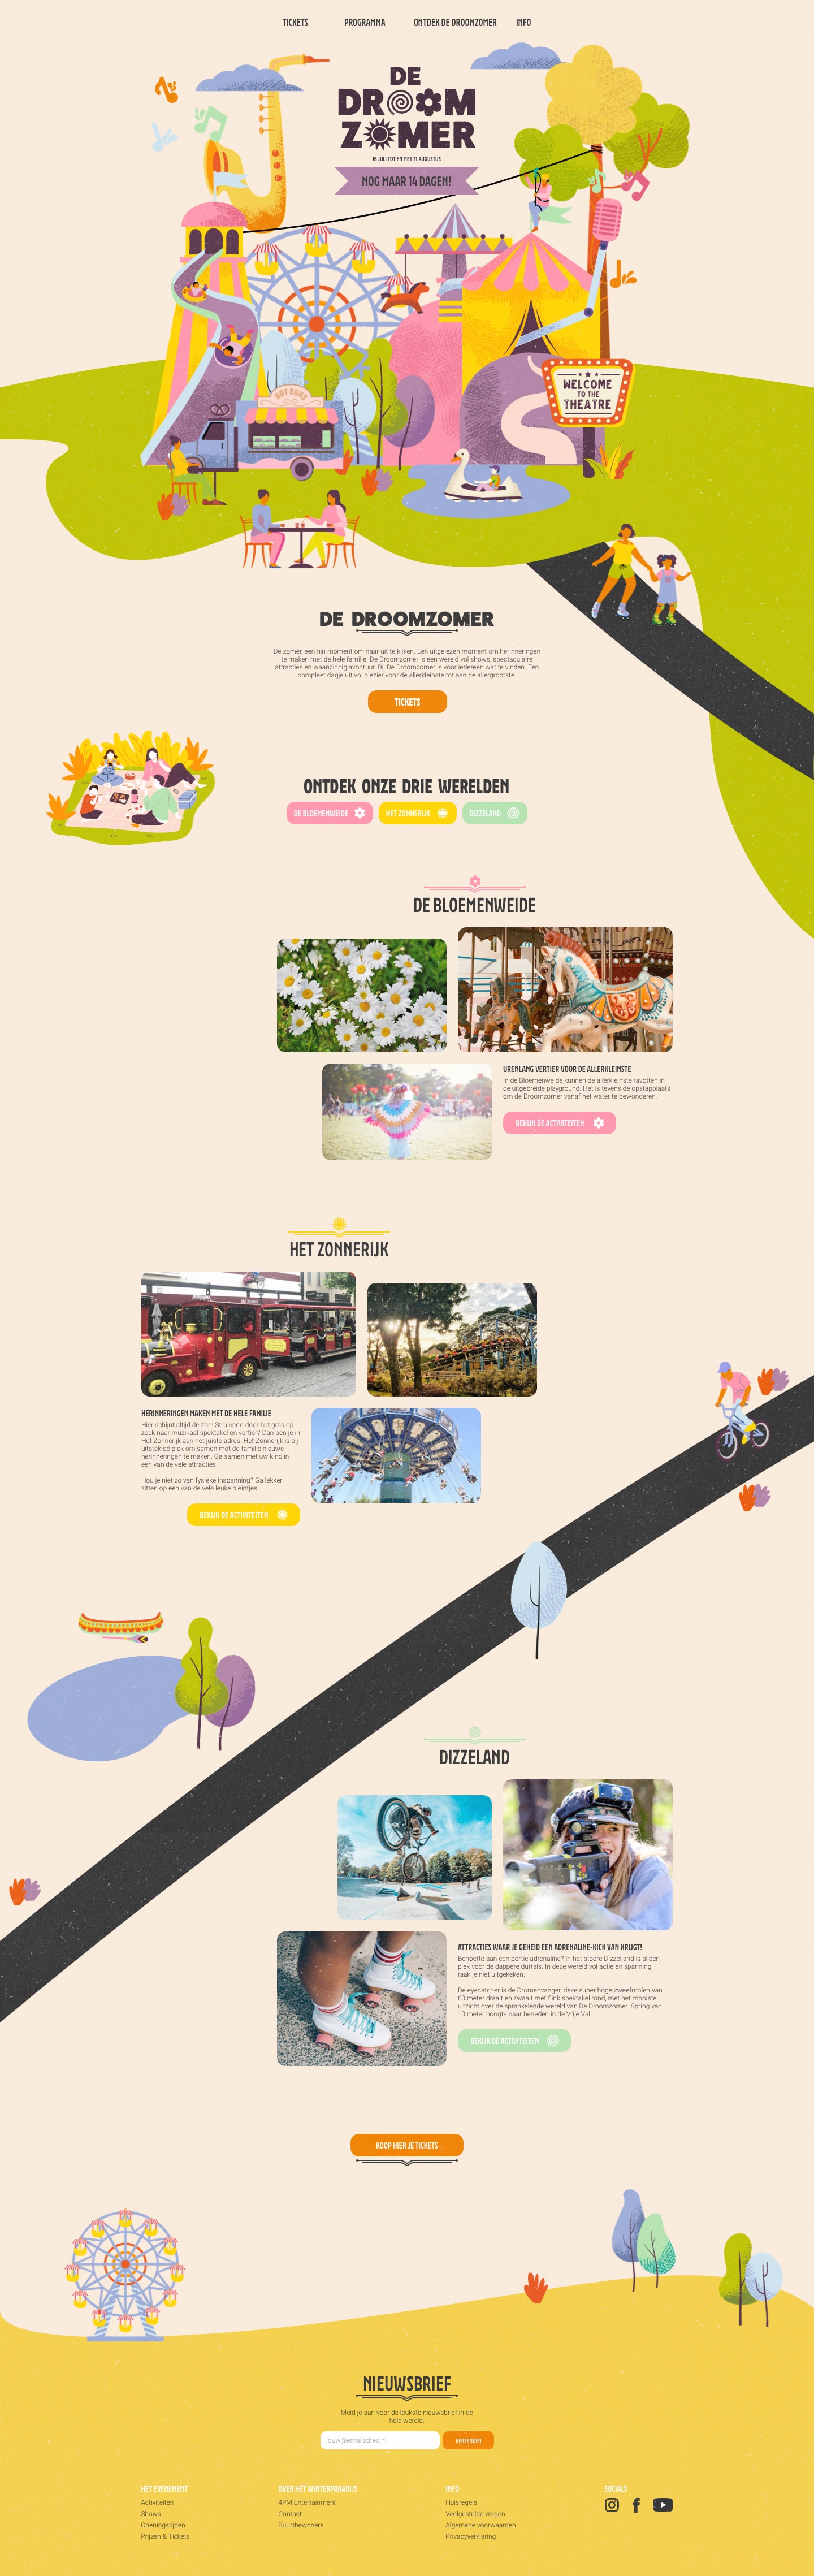 TICKETS PROGRAMMA ONTDEK DE DROOMZOMER INFO
DE
DROOM
ZOMER
16 JULI TOT EN MET 21 AUGUSTUS
NOG MAAR 14 DAGEN!
HOT BUNS
WELCOME
TO THE
THEATRE
DE DROOMZOMER
De zomer, een fijn moment om naar uit te kijken. Een uitgelezen moment om herinneringen
te maken met de hele familie. De Droomzomer is een wereld vol shows, spectaculaire
attracties en waanzinnig avontuur. Bij De Droomzomer is voor iedereen wat te vinden. Een
compleet dagje uit vol plezier voor de allerkleinste tot aan de allergrootste.
TICKETS
ONTDEK ONZE DRIE WERELDEN
DE BLOEMENWEIDE HET ZONNERIJK DIZZELAND
DE BLOEMENWEIDE
URENLANG VERTIER VOOR DE ALLERKLEINSTE
In de Bloemenweide kunnen de allerkleinste ravotten in
de uitgebreide playground. Het is tevens de opstapplaats
om de Droomzomer vanaf het water te bewonderen.
BEKIJK DE ACTIVITEITEN
HET ZONNERIJK
HERINNERINGEN MAKEN MET DE HELE FAMILIE
Hier schijnt altijd de zon! Struinend door het gras op
zoek naar muzikaal spektakel en vertier? Dan ben je in
Het Zonnerijk aan het juiste adres. Het Zonnerijk is bij
uitstek dé plek om samen met de familie nieuwe
herinneringen te maken. Ga samen met uw kind in
een van de vele attracties.
Hou je niet zo van fysieke inspanning? Ga lekker
zitten op een van de vele leuke pleintjes.
BEKIJK DE ACTIVITEITEN
DIZZELAND
ATTRACTIES WAAR JE GEHEID EEN ADRENALINE-KICK VAN KRIJGT!
Behoefte aan een portie adrenaline? In het stoere Dizzelland is alleen
plek voor de dappere durfals. In deze wereld vol actie en spanning
raak je niet uitgekeken.
De eyecatcher is de Dromenvanger, deze super hoge zweefmolen van
60 meter draait en zwaait met flink spektakel rond, met het mooiste
uitzicht over de sprankelende wereld van De Droomzomer. Spring van
10 meter hoogte naar beneden in de Vrije Val.
BEKIJK DE ACTIVITEITEN
KOOP HIER JE TICKETS
NIEUWSBRIEF
Meld je aan voor de leukste nieuwsbrief in de
hele wereld.
jouw@emailadres.nl VERZENDEN
HET EVENEMENT
Activiteiten
Shows
Openingstijden
Prijzen & Tickets
OVER HET WINTERPARADIJS
4PM Entertainment
Contact
Buurtbewoners
INFO
Huisregels
Veelgestelde vragen
Algemene voorwaarden
Privacyverklaring
SOCIALS